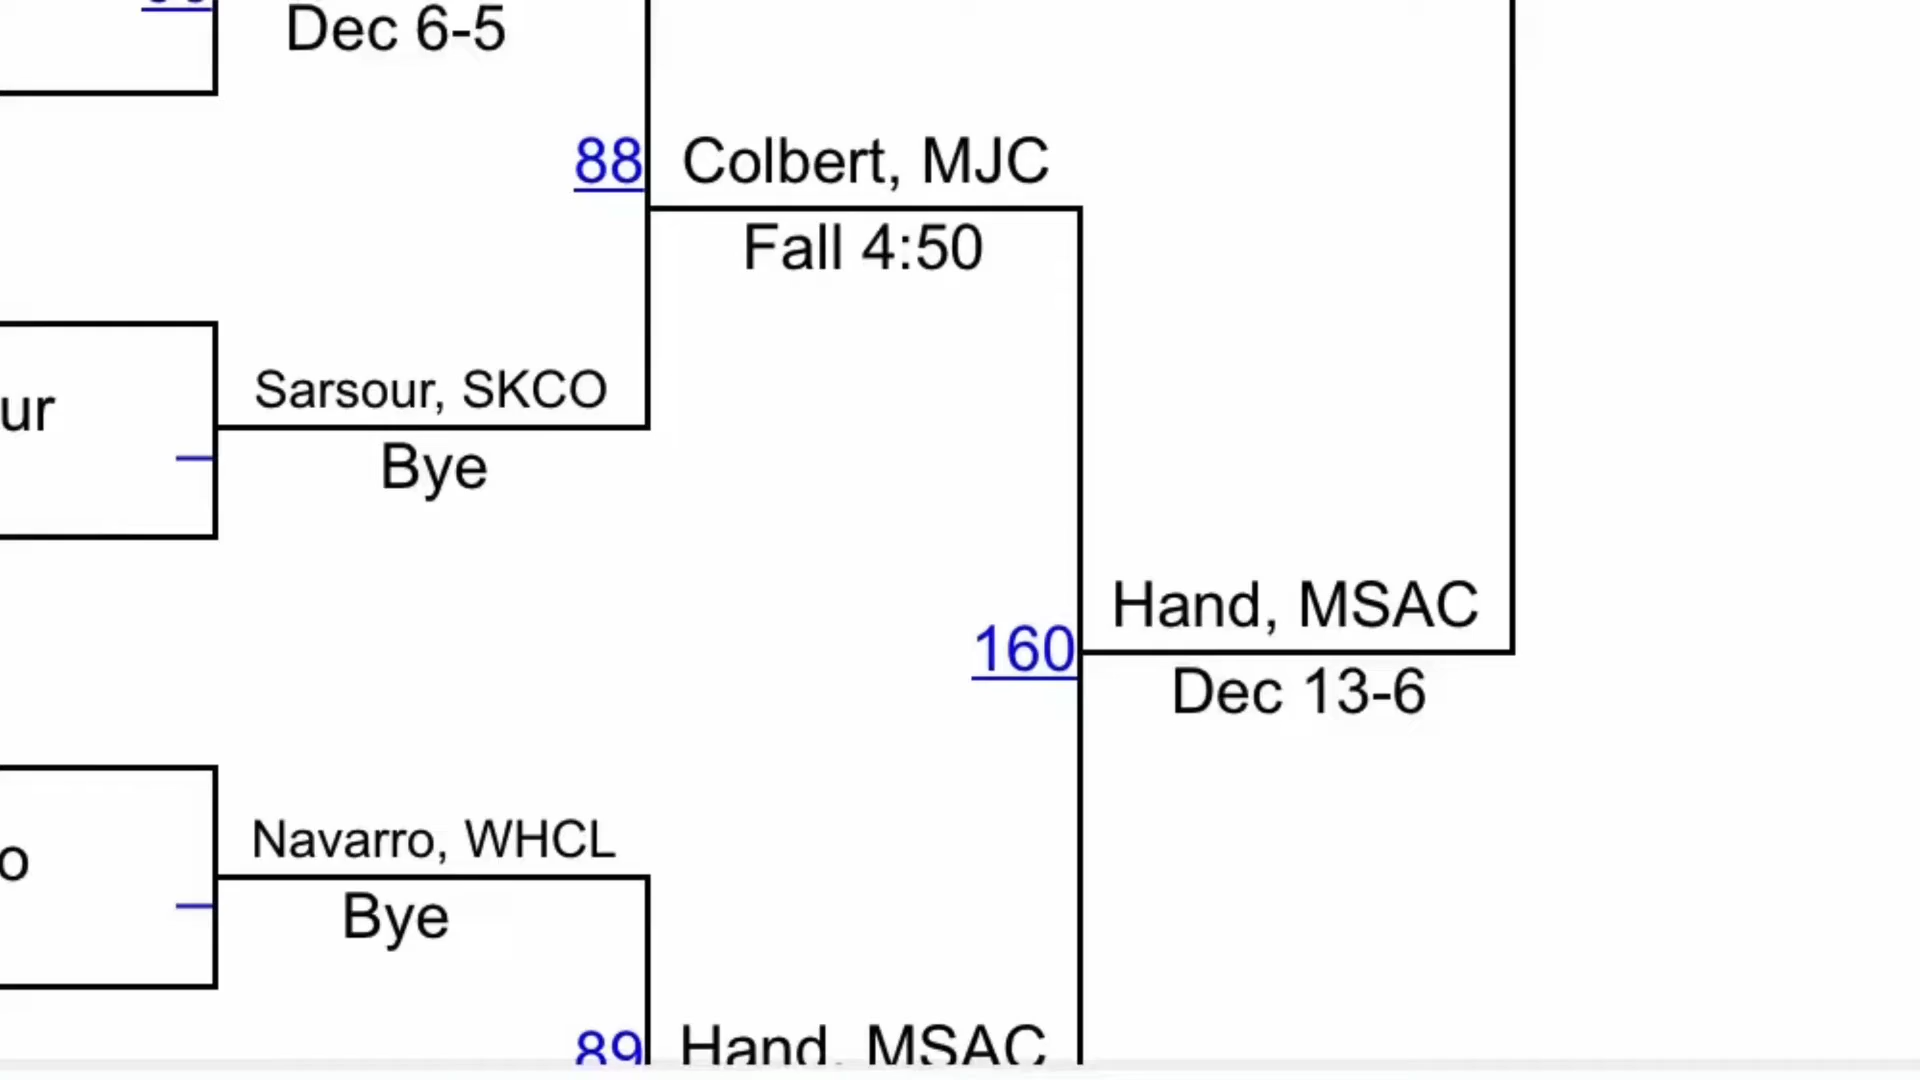 Dec 6-5
88 Colbert, MJC
Fall 4:50
Sarsour, SKCO
ur
Bye
Hand, MSAC
160
Dec 13-6
Navarro, WHCL
o
Bye
89 Hand, MSAC